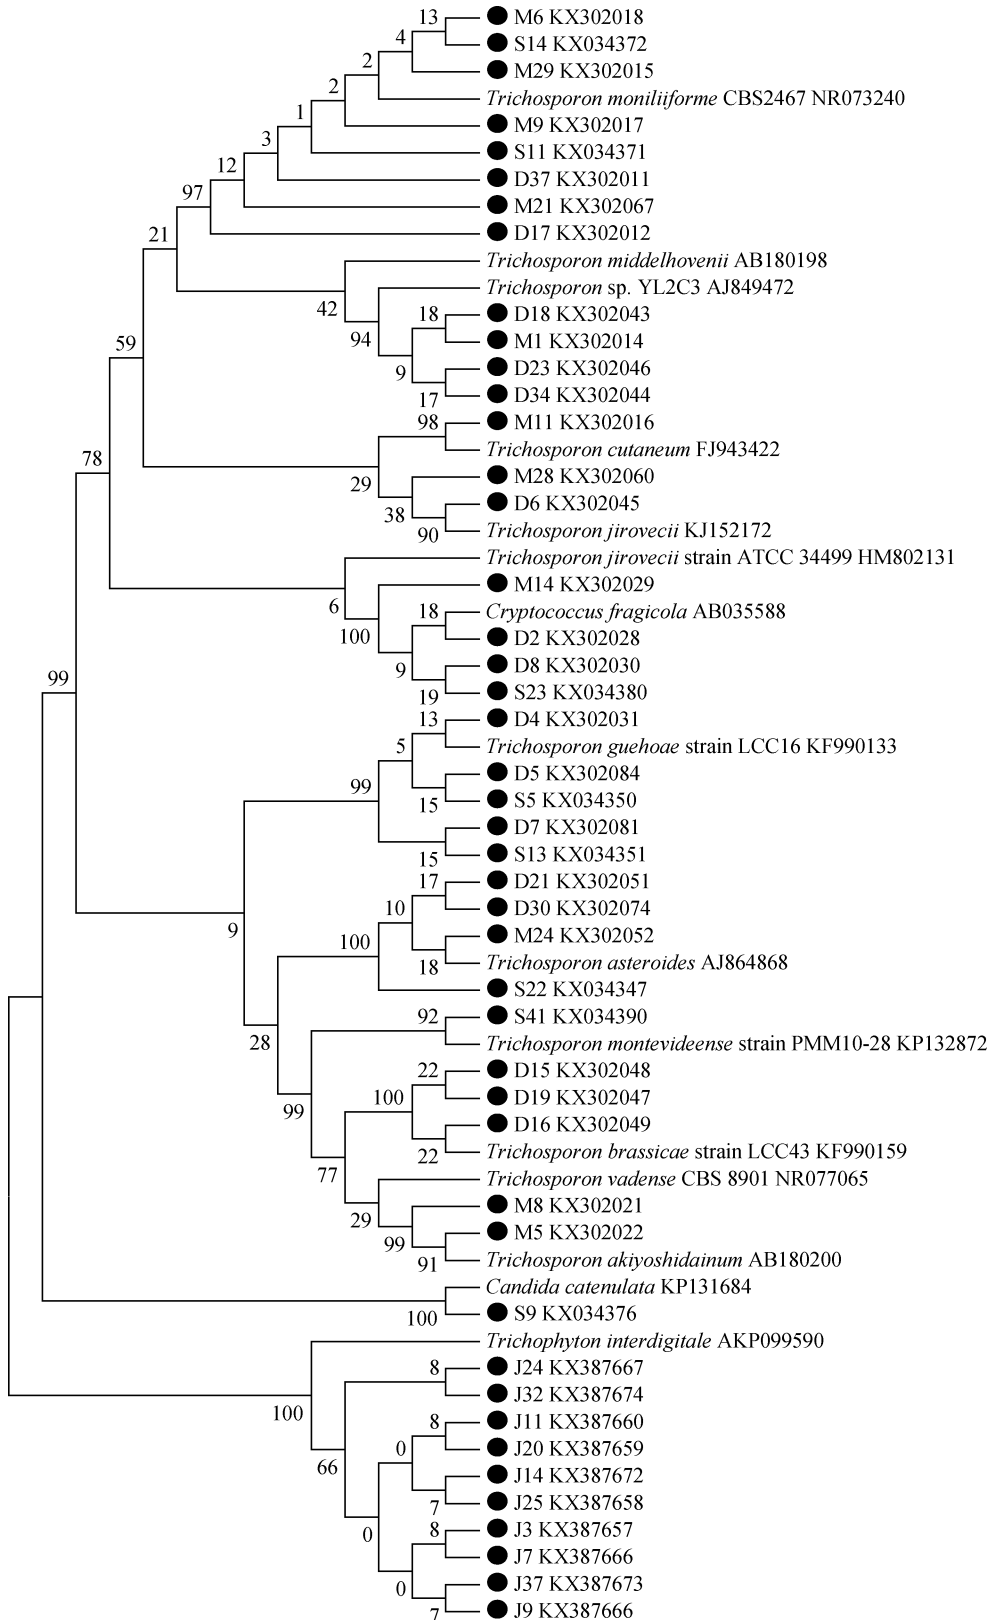 13
M6 KX302018
4
S14 KX034372
2
M29 KX302015
2
Trichosporon moniliiforme CBS2467 NR073240
1
M9 KX302017
3
S11 KX034371
12
D37 KX302011
97
M21 KX302067
21
D17 KX302012
Trichosporon middelhovenii AB180198
42
Trichosporon sp. YL2C3 AJ849472
18
D18 KX302043
94
M1 KX302014
59
9
D23 KX302046
17
D34 KX302044
98
M11 KX302016
Trichosporon cutaneum FJ943422
78
29
M28 KX302060
38
D6 KX302045
90
Trichosporon jirovecii KJ152172
Trichosporon jirovecii strain ATCC 34499 HM802131
6
M14 KX302029
18
Cryptococcus fragicola AB035588
100
D2 KX302028
9
D8 KX302030
99
19
S23 KX034380
13
D4 KX302031
5
Trichosporon guehoae strain LCC16 KF990133
99
D5 KX302084
15
S5 KX034350
D7 KX302081
15
S13 KX034351
17
D21 KX302051
10
D30 KX302074
9
100
M24 KX302052
18
Trichosporon asteroides AJ864868
S22 KX034347
28
92
S41 KX034390
Trichosporon montevideense strain PMM10-28 KP132872
22
D15 KX302048
99
100
D19 KX302047
D16 KX302049
22
Trichosporon brassicae strain LCC43 KF990159
77
Trichosporon vadense CBS 8901 NR077065
29
M8 KX302021
99
M5 KX302022
91
Trichosporon akiyoshidainum AB180200
Candida catenulata KP131684
100
S9 KX034376
Trichophyton interdigitale AKP099590
100
8
J24 KX387667
J32 KX387674
66
8
J11 KX387660
0
J20 KX387659
J14 KX387672
7
J25 KX387658
0
8
J3 KX387657
J7 KX387666
0
J37 KX387673
7
J9 KX387666